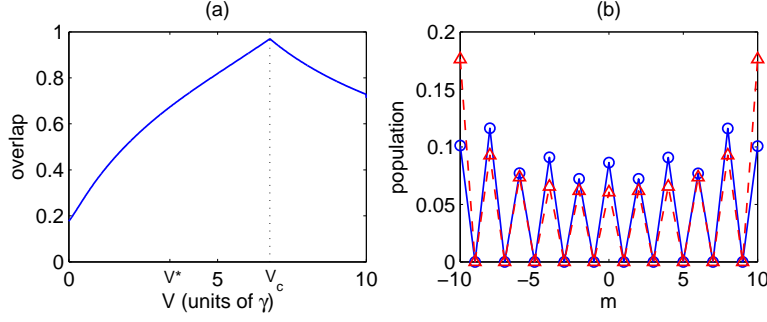 (a)
overlap
1
0.8
0.6
0.4
0.2
0
0 V* 5 V_c 10
V (units of γ)
(b)
population
0.2
0.15
0.1
0.05
0
−10 −5 0 5 10
m